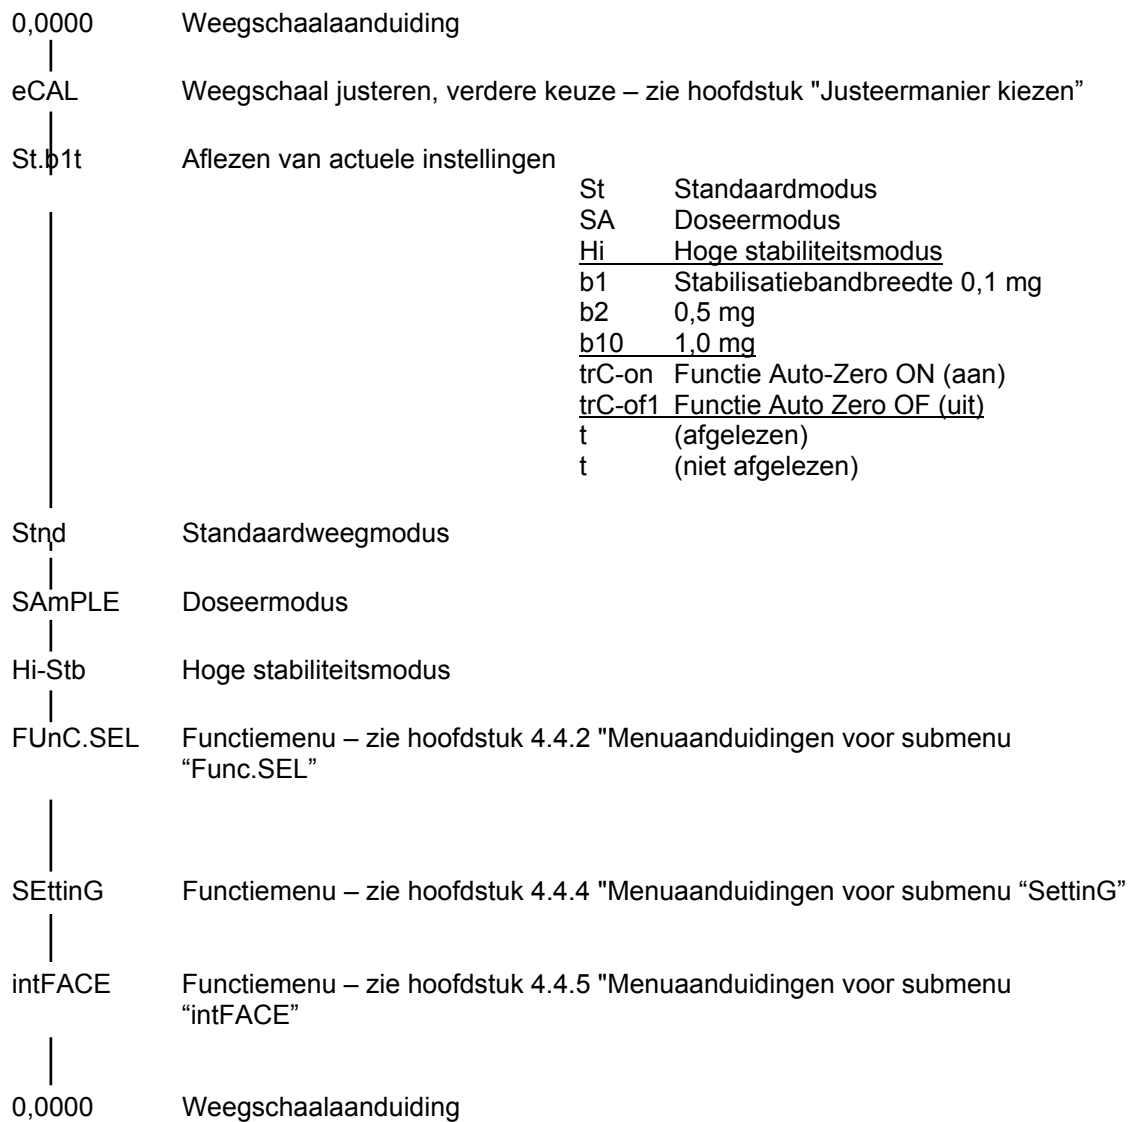 0,0000 Weegschaalaanduiding
eCAL Weegschaal justeren, verdere keuze – zie hoofdstuk "Justeermanier kiezen”
St.b1t Aflezen van actuele instellingen
St Standaardmodus
SA Doseermodus
Hi Hoge stabiliteitsmodus
b1 Stabilisatiebandbreedte 0,1 mg
b2 0,5 mg
b10 1,0 mg
trC-on Functie Auto-Zero ON (aan)
trC-of1 Functie Auto Zero OF (uit)
t (afgelezen)
t (niet afgelezen)
Stnd Standaardweegmodus
SAmPLE Doseermodus
Hi-Stb Hoge stabiliteitsmodus
FUnC.SEL Functiemenu – zie hoofdstuk 4.4.2 "Menuaanduidingen voor submenu
“Func.SEL”
SEttinG Functiemenu – zie hoofdstuk 4.4.4 "Menuaanduidingen voor submenu “SettinG”
intFACE Functiemenu – zie hoofdstuk 4.4.5 "Menuaanduidingen voor submenu
“intFACE”
0,0000 Weegschaalaanduiding